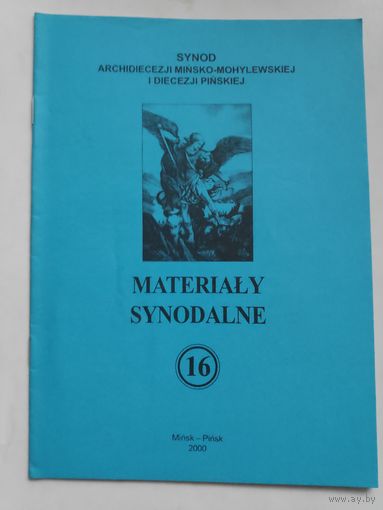 SYNOD
ARCHIDIECEZJI MIŃSKO-MOHYLEWSKIEJ
I DIECEZJI PIŃSKIEJ
MATERIAŁY
SYNODALNE
16
Mińsk – Pińsk
2000
www.ay.by